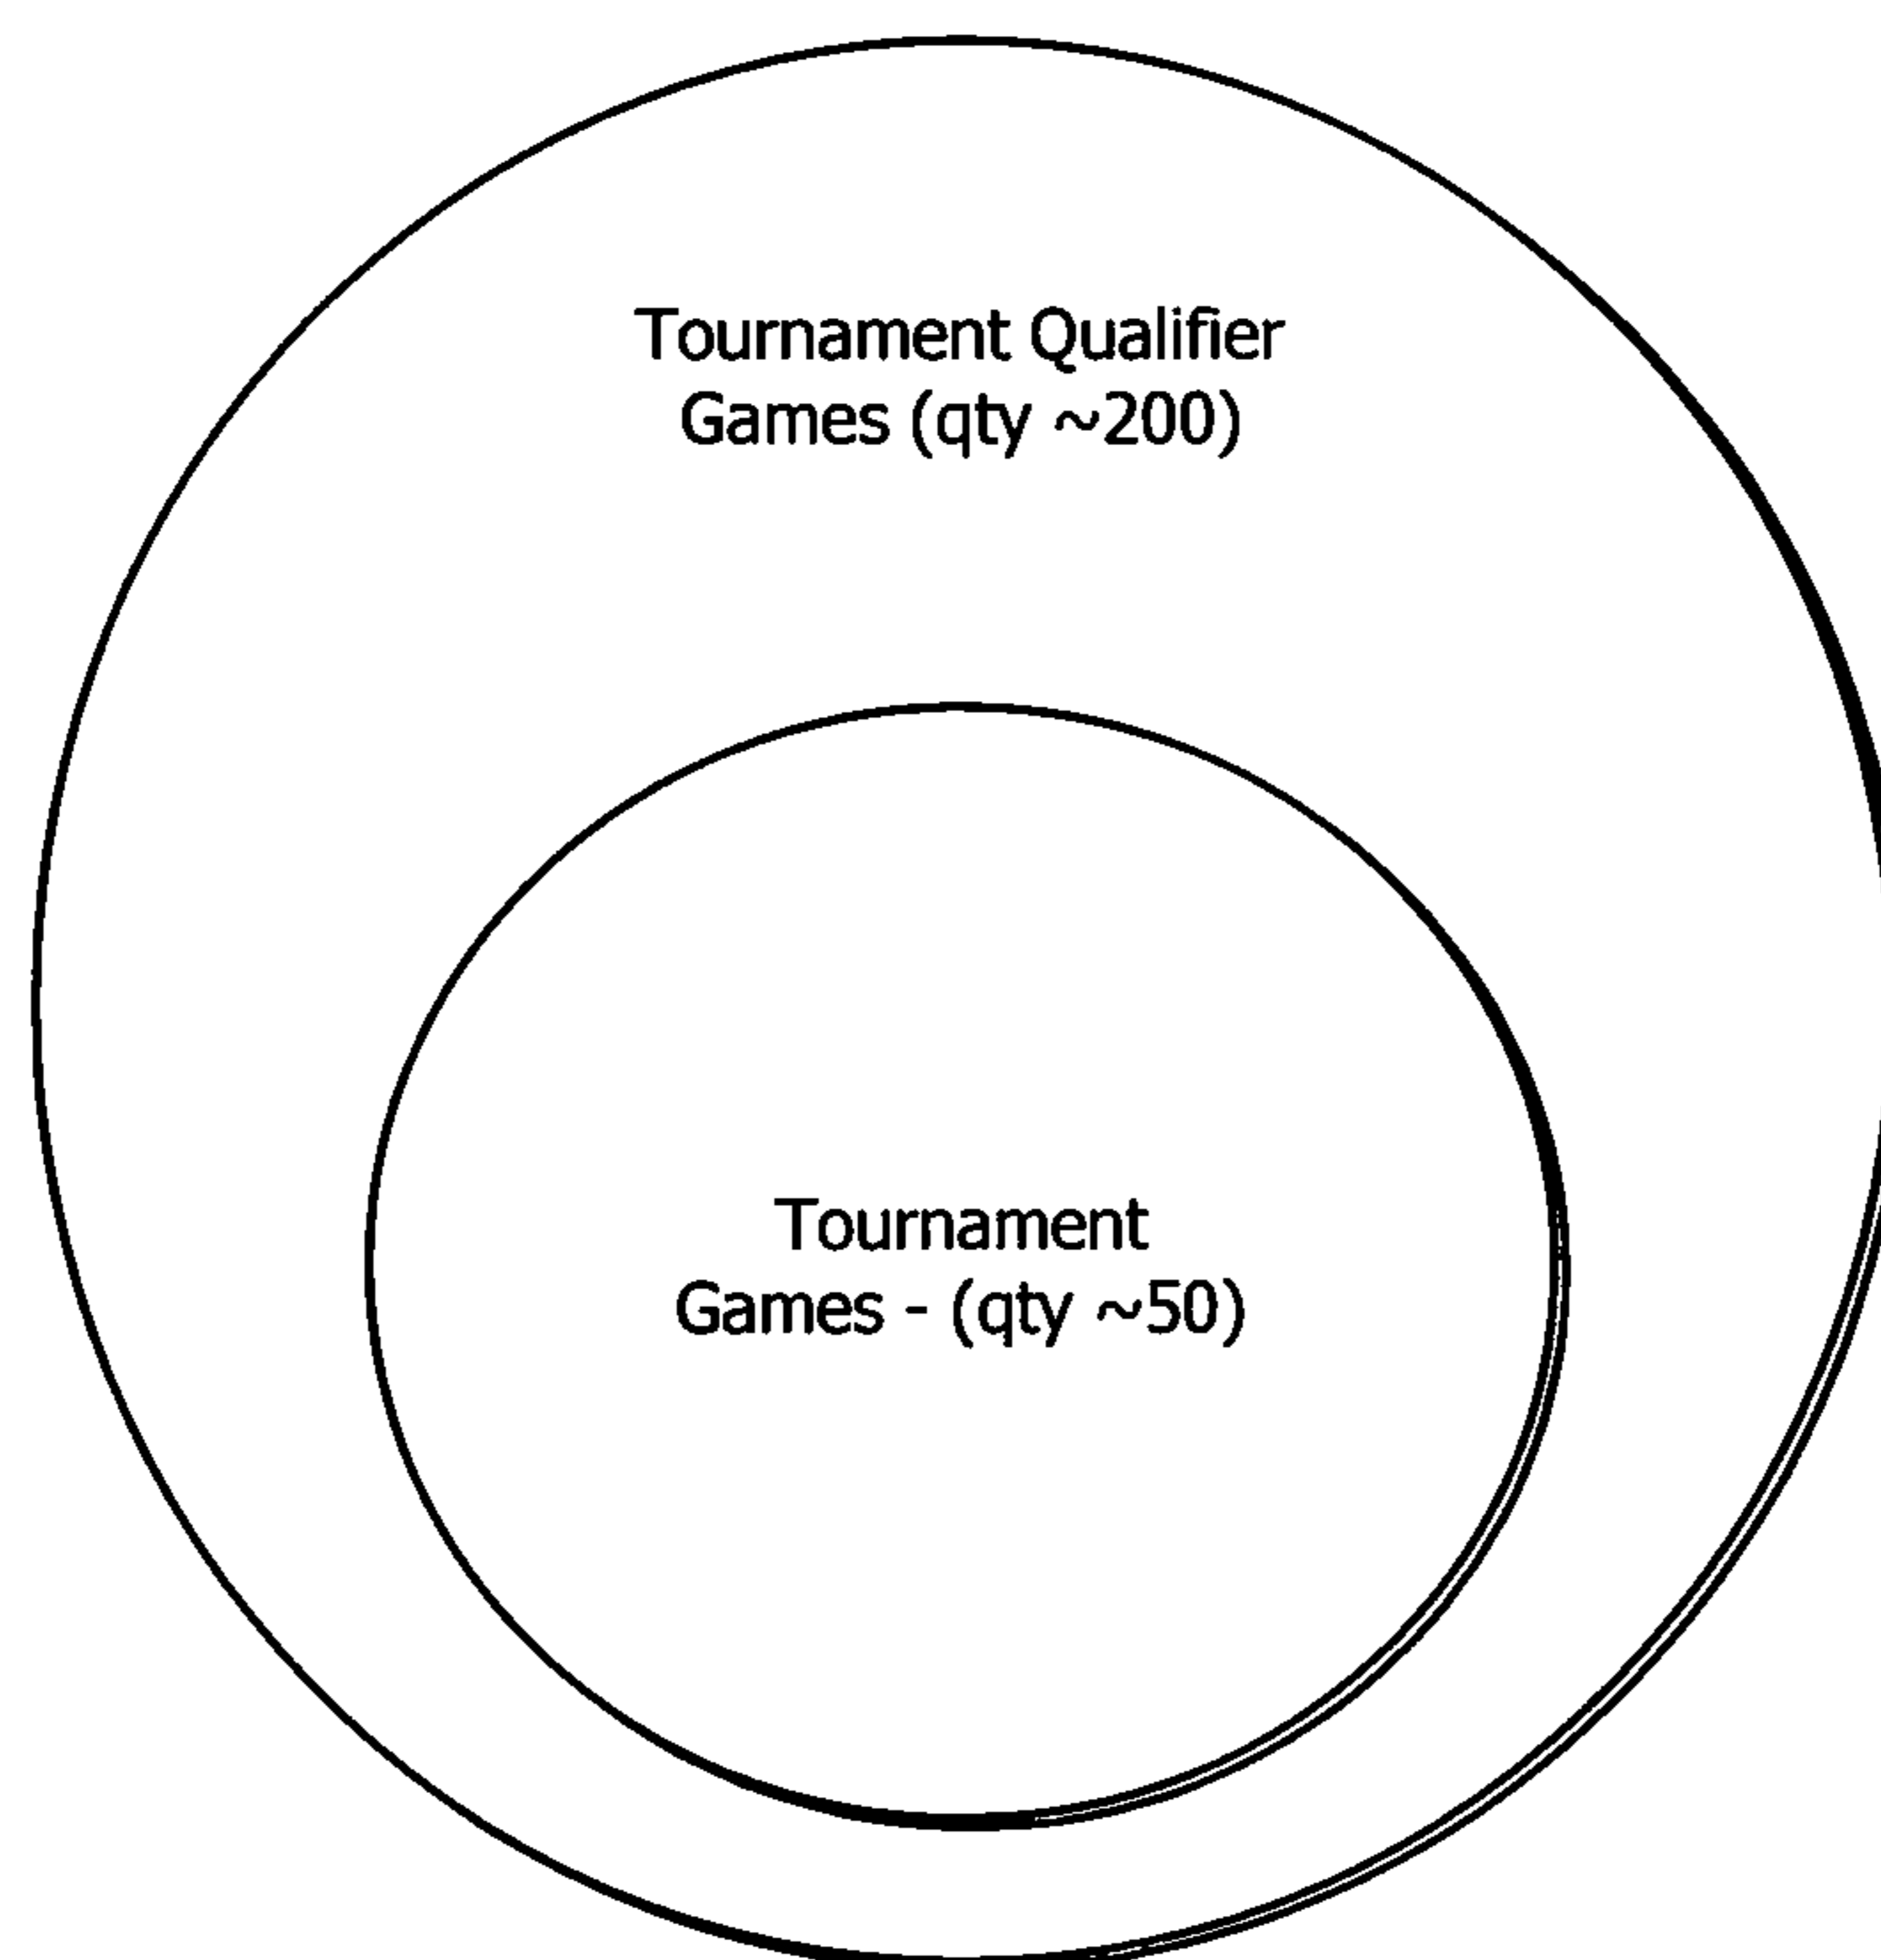 Tournament Qualifier
Games (qty ~200)
Tournament
Games - (qty ~50)